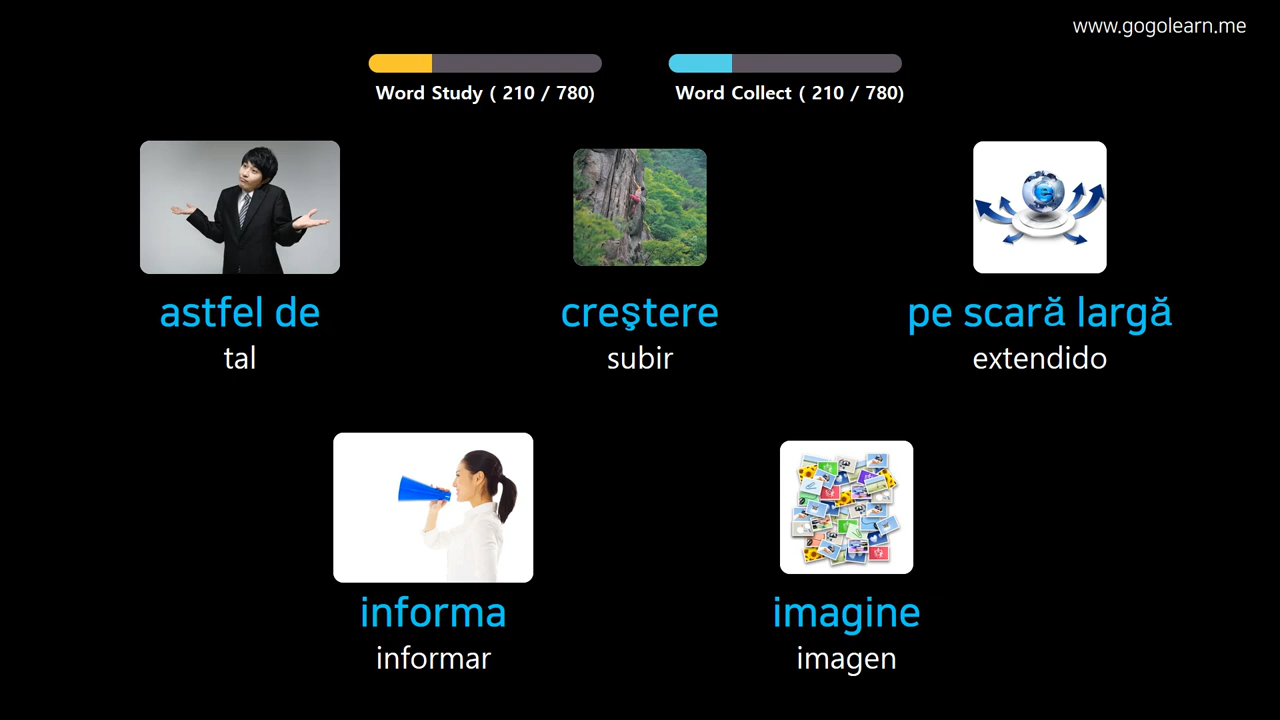 www.gogolearn.me
Word Study ( 210 / 780)
Word Collect ( 210 / 780)
astfel de
creştere
pe scară largă
tal
subir
extendido
informa
imagine
informar
imagen